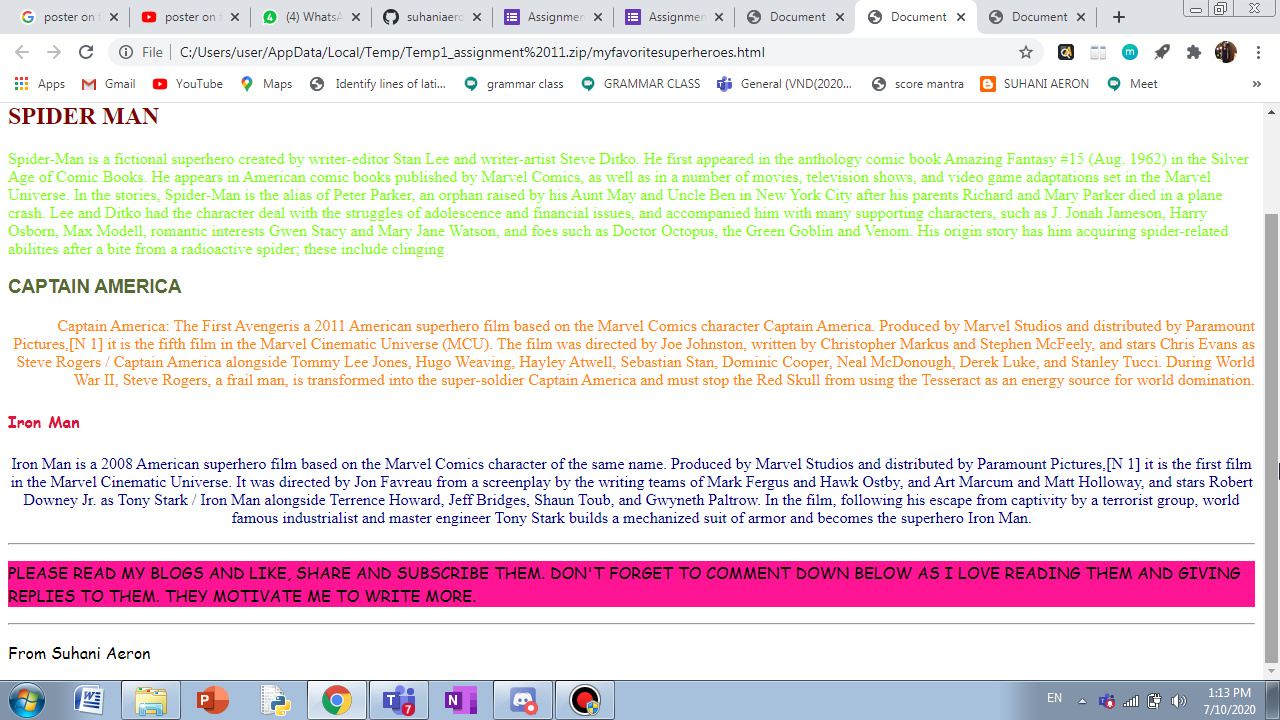 poster on
poster on
(4) WhatsA
suhaniaero
Assignmen
Assignmen
Document
Document
Document
File | C:/Users/user/AppData/Local/Temp/Temp1_assignment%2011.zip/myfavoritesuperheroes.html
Apps Gmail YouTube Maps Identify lines of lati... grammar class GRAMMAR CLASS General (VND(2020... score mantra SUHANI AERON Meet »
SPIDER MAN
Spider-Man is a fictional superhero created by writer-editor Stan Lee and writer-artist Steve Ditko. He first appeared in the anthology comic book Amazing Fantasy #15 (Aug. 1962) in the Silver
Age of Comic Books. He appears in American comic books published by Marvel Comics, as well as in a number of movies, television shows, and video game adaptations set in the Marvel
Universe. In the stories, Spider-Man is the alias of Peter Parker, an orphan raised by his Aunt May and Uncle Ben in New York City after his parents Richard and Mary Parker died in a plane
crash. Lee and Ditko had the character deal with the struggles of adolescence and financial issues, and accompanied him with many supporting characters, such as J. Jonah Jameson, Harry
Osborn, Max Modell, romantic interests Gwen Stacy and Mary Jane Watson, and foes such as Doctor Octopus, the Green Goblin and Venom. His origin story has him acquiring spider-related
abilities after a bite from a radioactive spider; these include clinging
CAPTAIN AMERICA
Captain America: The First Avengeris a 2011 American superhero film based on the Marvel Comics character Captain America. Produced by Marvel Studios and distributed by Paramount
Pictures,[N 1] it is the fifth film in the Marvel Cinematic Universe (MCU). The film was directed by Joe Johnston, written by Christopher Markus and Stephen McFeely, and stars Chris Evans as
Steve Rogers / Captain America alongside Tommy Lee Jones, Hugo Weaving, Hayley Atwell, Sebastian Stan, Dominic Cooper, Neal McDonough, Derek Luke, and Stanley Tucci. During World
War II, Steve Rogers, a frail man, is transformed into the super-soldier Captain America and must stop the Red Skull from using the Tesseract as an energy source for world domination.
Iron Man
Iron Man is a 2008 American superhero film based on the Marvel Comics character of the same name. Produced by Marvel Studios and distributed by Paramount Pictures,[N 1] it is the first film
in the Marvel Cinematic Universe. It was directed by Jon Favreau from a screenplay by the writing teams of Mark Fergus and Hawk Ostby, and Art Marcum and Matt Holloway, and stars Robert
Downey Jr. as Tony Stark / Iron Man alongside Terrence Howard, Jeff Bridges, Shaun Toub, and Gwyneth Paltrow. In the film, following his escape from captivity by a terrorist group, world
famous industrialist and master engineer Tony Stark builds a mechanized suit of armor and becomes the superhero Iron Man.
PLEASE READ MY BLOGS AND LIKE, SHARE AND SUBSCRIBE THEM. DON'T FORGET TO COMMENT DOWN BELOW AS I LOVE READING THEM AND GIVING
REPLIES TO THEM. THEY MOTIVATE ME TO WRITE MORE.
From Suhani Aeron
EN
1:13 PM
7/10/2020